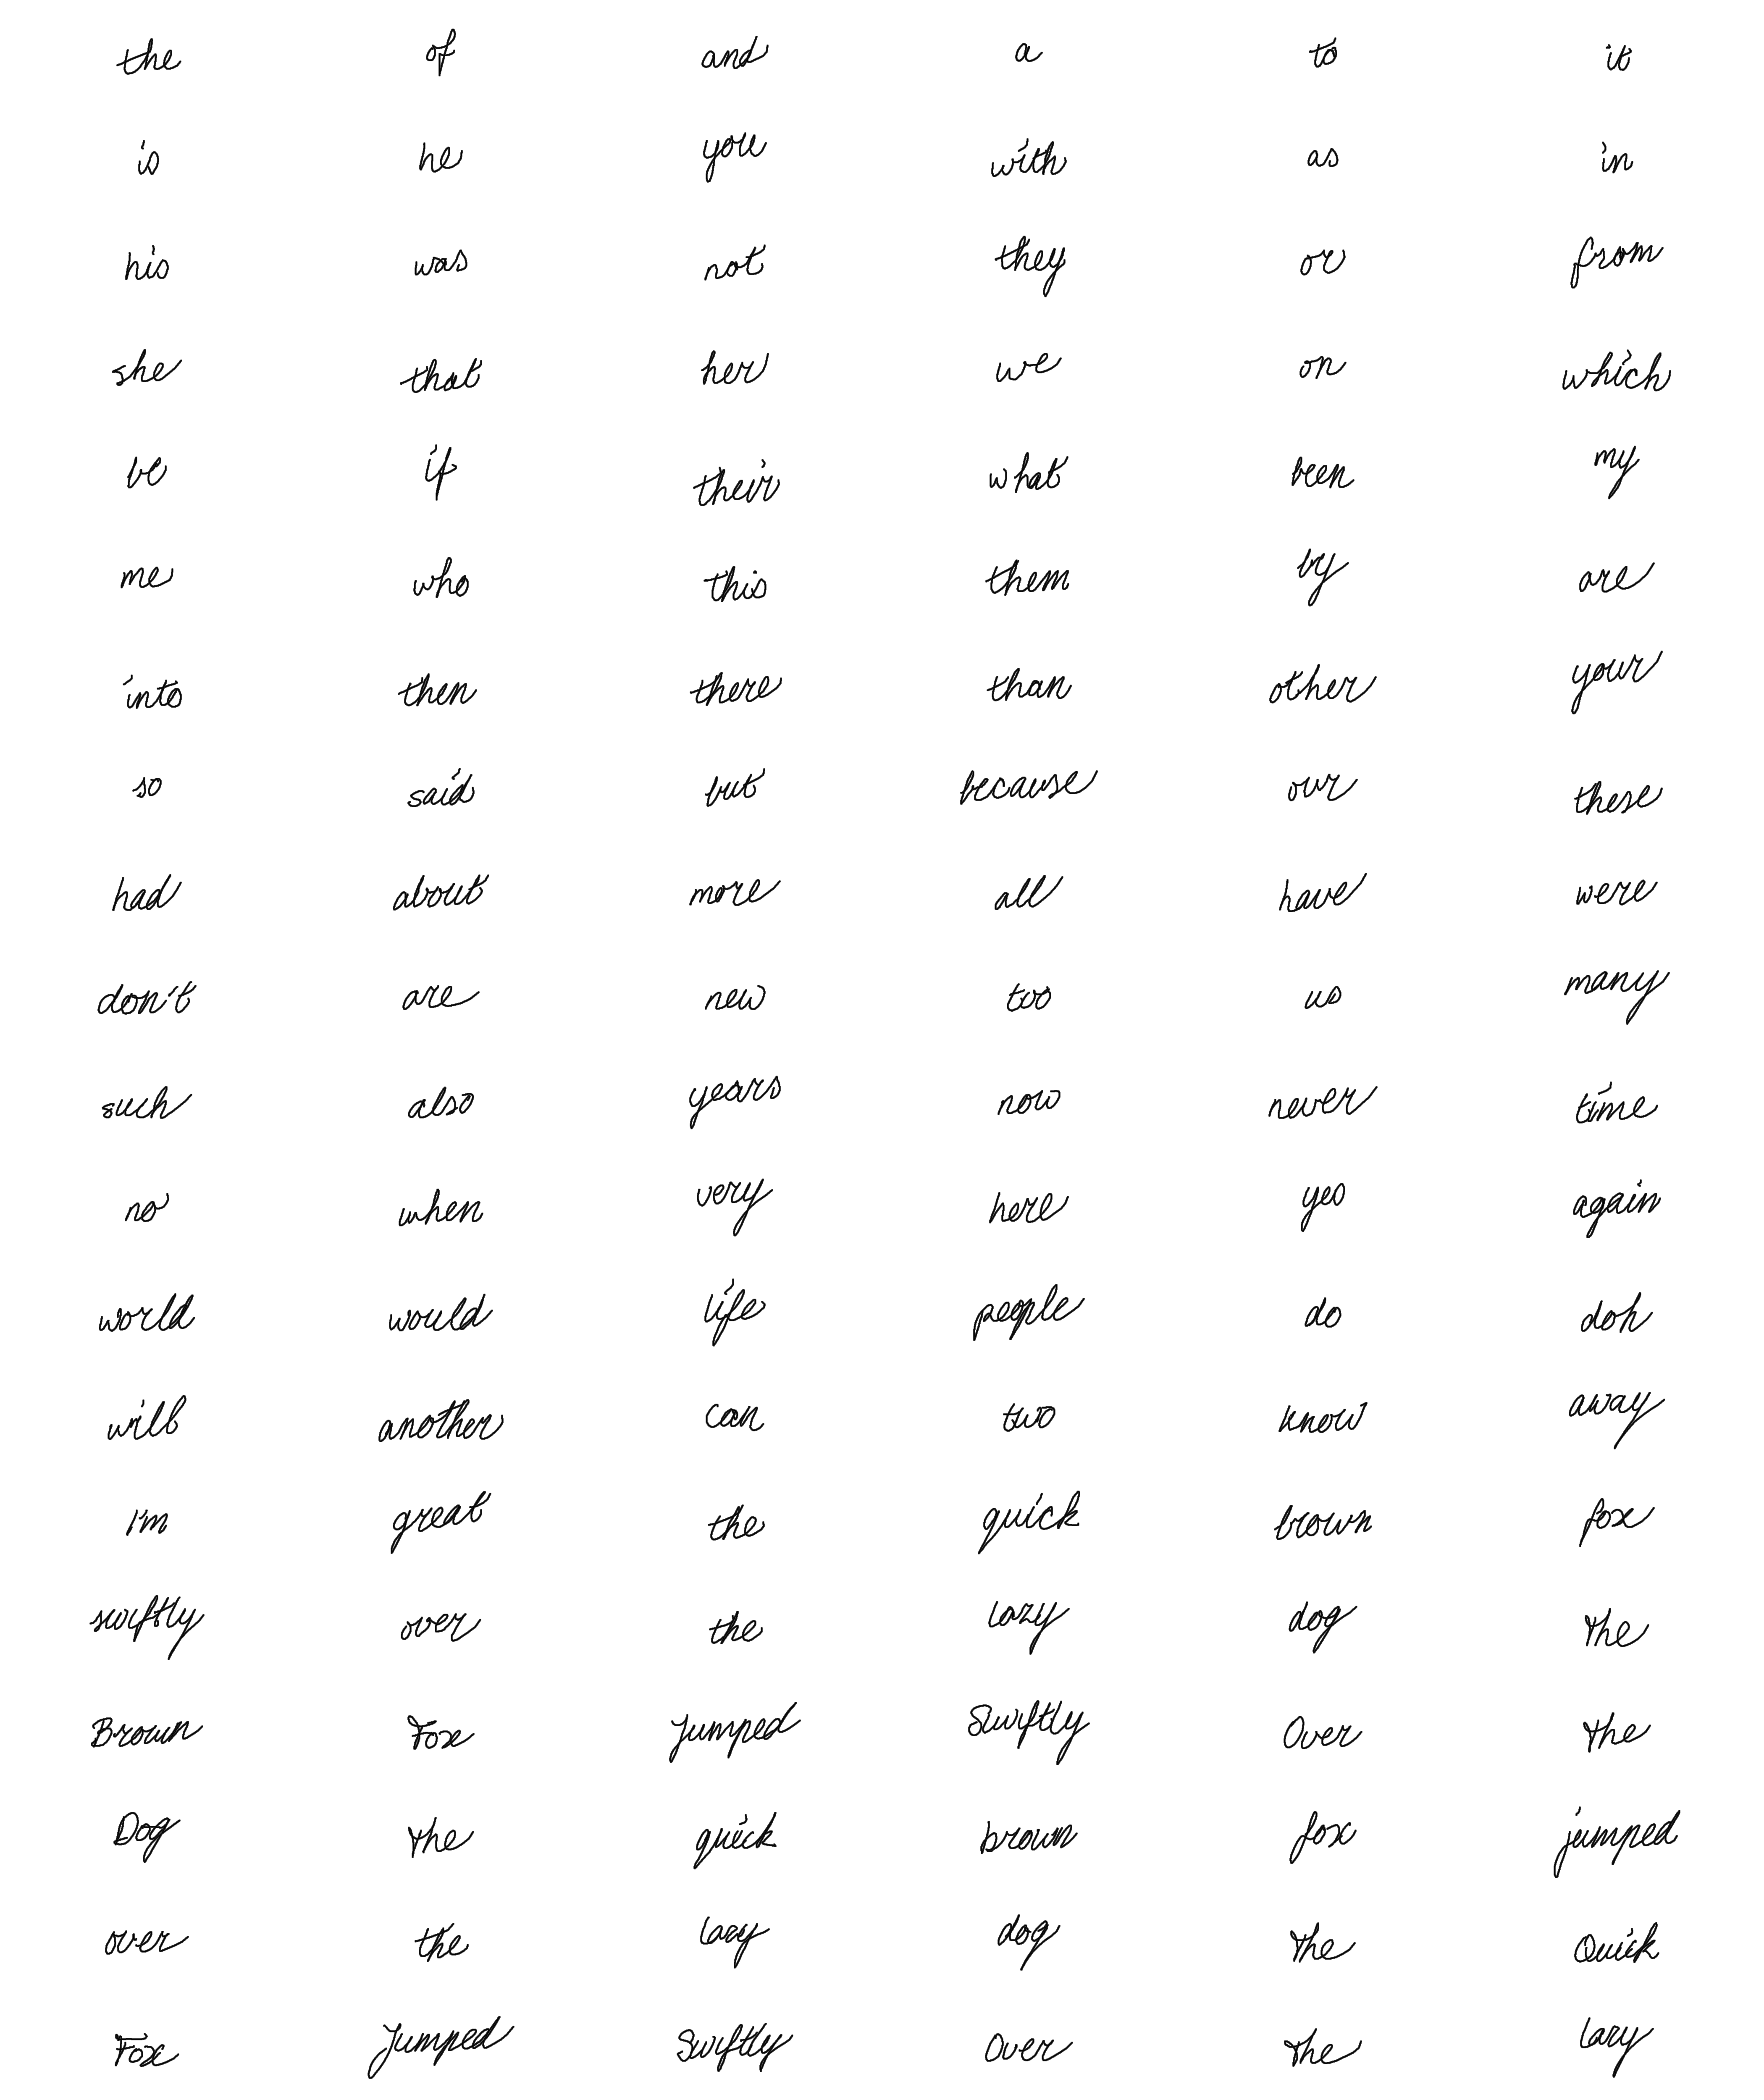 the of and a to it
is he you with as in
his was not they or from
she that her we on which
be if their what been my
me who this them by are
into then there than other your
so said but because our these
had about more all have were
don't are new too us many
such also years now never time
no when very here yes again
world would life people do doh
will another can two know away
I'm great the quick brown fox
swiftly over the lazy dog The
Brown Fox Jumped Swiftly Over The
Dog The quick brown fox jumped
over the lazy dog The Quick
Fox Jumped Swiftly Over The Lazy